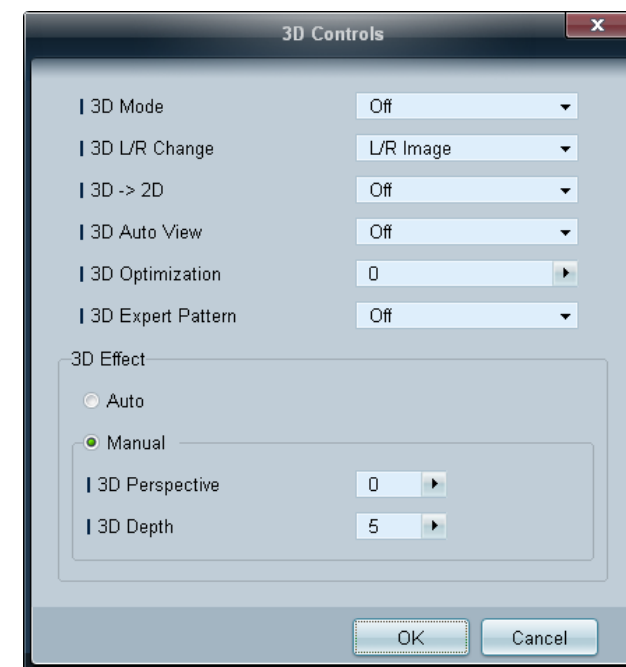 3D Controls
x
3D Mode Off
3D L/R Change L/R Image
3D -> 2D Off
3D Auto View Off
3D Optimization 0
3D Expert Pattern Off
3D Effect
Auto
Manual
3D Perspective 0
3D Depth 5
OK Cancel